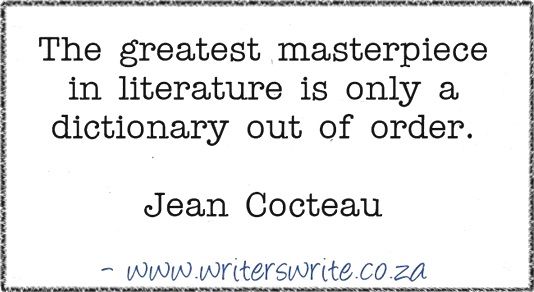 The greatest masterpiece
in literature is only a
dictionary out of order.
Jean Cocteau
- www.writerswrite.co.za